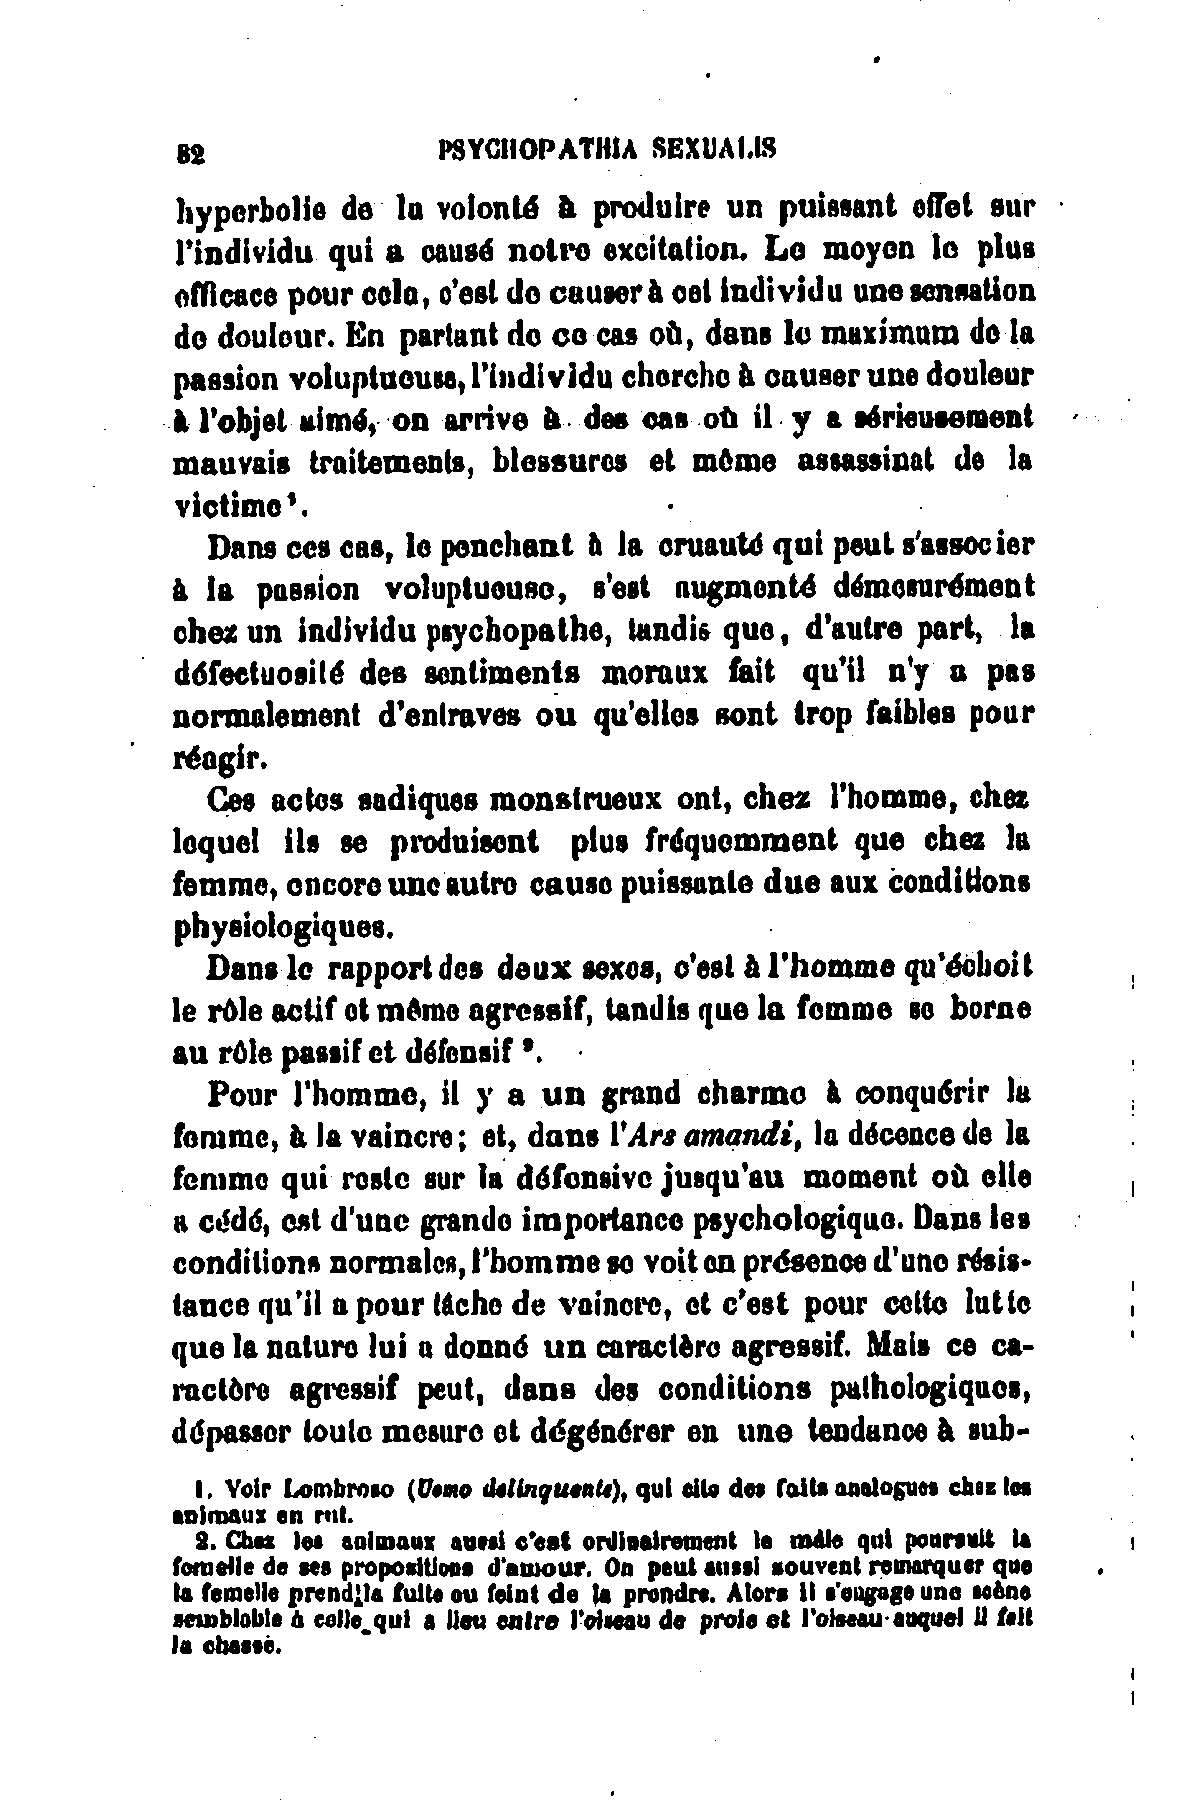 82 PSYCHOPATHIA SEXUALIS
hyperbolie de la volonté à produire un puissant effet sur
l'individu qui a causé notre excitation. Le moyen le plus
efficace pour cela, c'est de causer à cet individu une sensation
de douleur. En partant de ce cas où, dans le maximum de la
passion voluptueuse, l'individu cherche à causer une douleur
à l'objet aimé, on arrive à des cas où il y a sérieusement
mauvais traitements, blessures et même assassinat de la
victime¹.
Dans ces cas, le penchant à la cruauté qui peut s'associer
à la passion voluptueuse, s'est augmenté démesurément
chez un individu psychopathe, tandis que, d'autre part, la
défectuosité des sentiments moraux fait qu'il n'y a pas
normalement d'entraves ou qu'elles sont trop faibles pour
réagir.
Ces actes sadiques monstrueux ont, chez l'homme, chez
lequel ils se produisent plus fréquemment que chez la
femme, encore une autre cause puissante due aux conditions
physiologiques.
Dans le rapport des deux sexes, c'est à l'homme qu'échoit
le rôle actif et même agressif, tandis que la femme se borne
au rôle passif et défensif².
Pour l'homme, il y a un grand charme à conquérir la
femme, à la vaincre; et, dans l'Ars amandi, la décence de la
femme qui reste sur la défensive jusqu'au moment où elle
a cédé, est d'une grande importance psychologique. Dans les
conditions normales, l'homme se voit en présence d'une résis-
tance qu'il a pour tâche de vaincre, et c'est pour cette lutte
que la nature lui a donné un caractère agressif. Mais ce ca-
ractère agressif peut, dans des conditions pathologiques,
dépasser toute mesure et dégénérer en une tendance à sub-
1. Voir Lombroso (Uomo delinquente), qui cite des faits analogues chez les
animaux en rut.
2. Chez les animaux aussi c'est ordinairement le mâle qui poursuit la
femelle de ses propositions d'amour. On peut aussi souvent remarquer que
la femelle prend la fuite ou feint de la prendre. Alors il s'engage une scène
semblable à celle qui a lieu entre l'oiseau de proie et l'oiseau auquel il fait
la chasse.